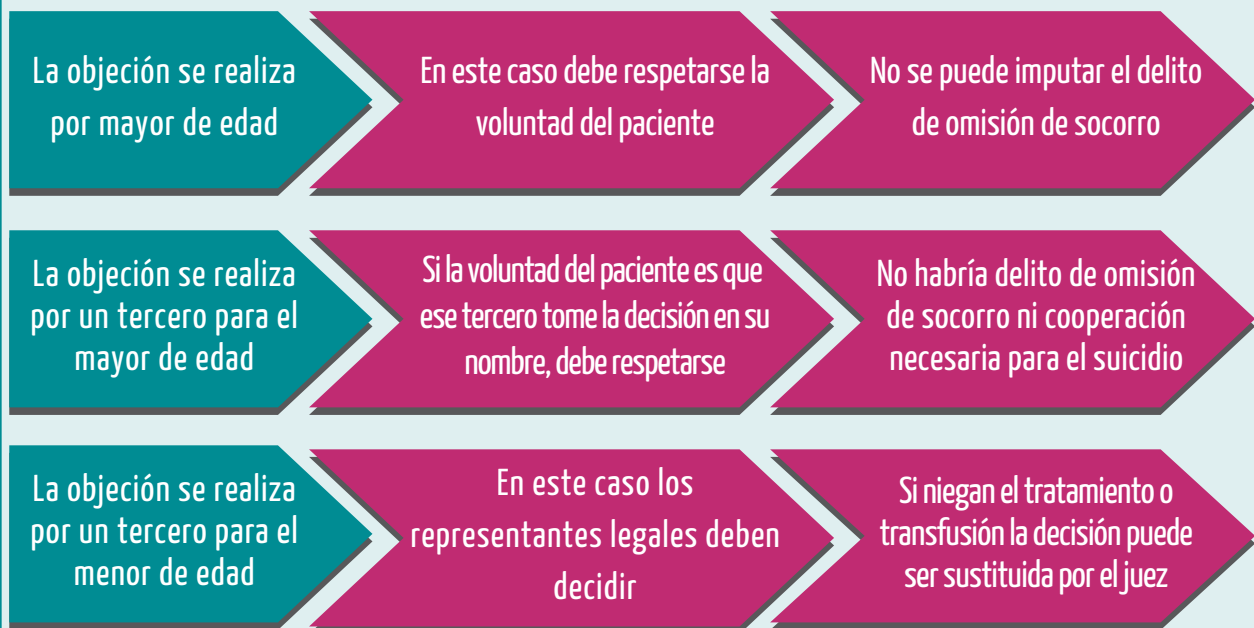 La objeción se realiza
por mayor de edad
En este caso debe respetarse la
voluntad del paciente
No se puede imputar el delito
de omisión de socorro
La objeción se realiza
por un tercero para el
mayor de edad
Si la voluntad del paciente es que
ese tercero tome la decisión en su
nombre, debe respetarse
No habría delito de omisión
de socorro ni cooperación
necesaria para el suicidio
La objeción se realiza
por un tercero para el
menor de edad
En este caso los
representantes legales deben
decidir
Si niegan el tratamiento o
transfusión la decisión puede
ser sustituida por el juez